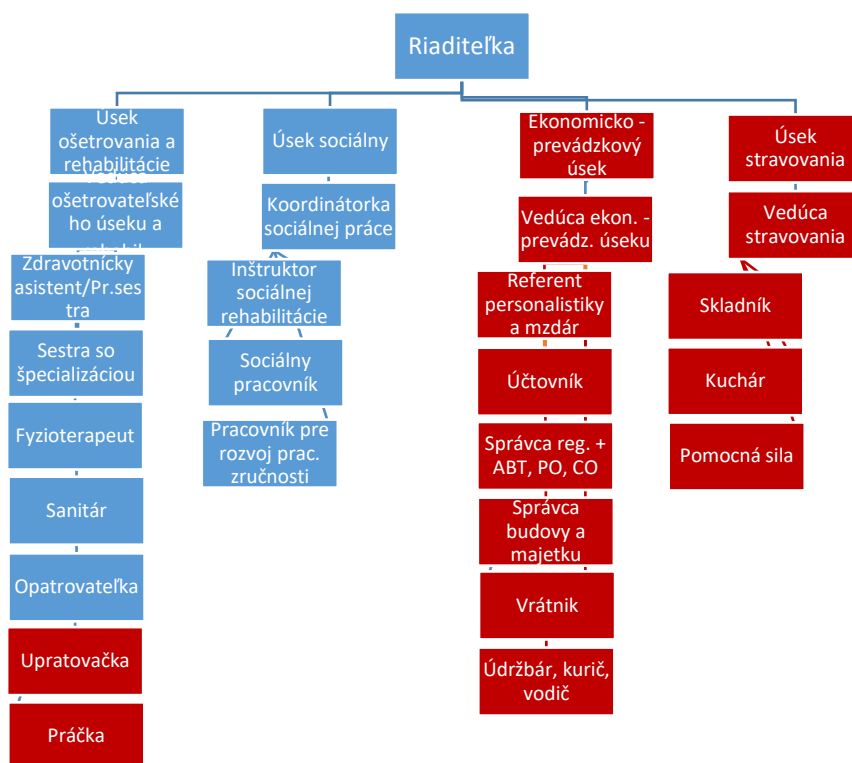 Riaditeľka
Úsek
ošetrovania a
rehabilitácie
ošetrovateľské
ho úseku a
Zdravotnícky
asistent/Pr.ses
tra
Sestra so
špecializáciou
Fyzioterapeut
Sanitár
Opatrovateľka
Upratovačka
Práčka
Úsek sociálny
Koordinátorka
sociálnej práce
Inštruktor
sociálnej
rehabilitácie
Sociálny
pracovník
Pracovník pre
rozvoj prac.
zručnosti
Ekonomicko -
prevádzkový
úsek
Vedúca ekon. -
prevádz. úseku
Referent
personalistiky
a mzdár
Účtovník
Správca reg. +
ABT, PO, CO
Správca
budovy a
majetku
Vrátnik
Údržbár, kurič,
vodič
Úsek
stravovania
Vedúca
stravovania
Skladník
Kuchár
Pomocná sila